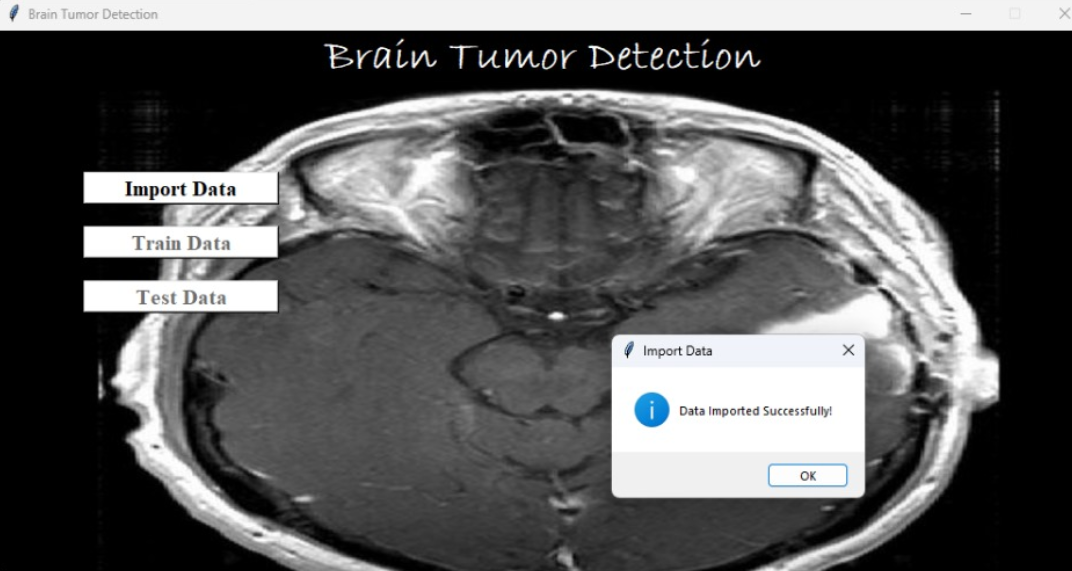 Brain Tumor Detection
Brain Tumor Detection
Import Data
Train Data
Test Data
Import Data
Data Imported Successfully!
OK